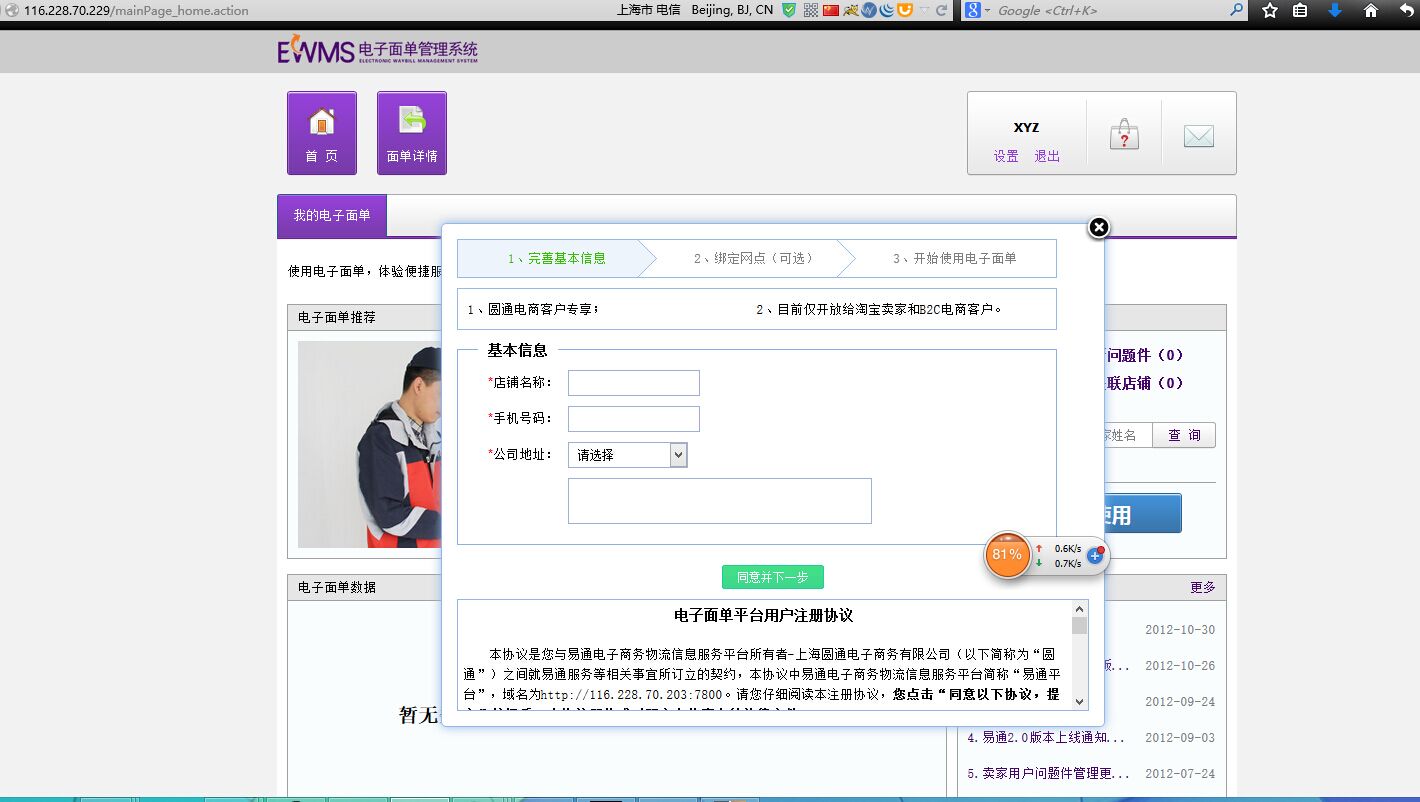 116.228.70.229/mainPage_home.action
上海市 电信 Beijing, BJ, CN
Google <Ctrl+K>
EWMS 电子面单管理系统
ELECTRONIC WAYBILL MANAGEMENT SYSTEM
首 页
面单详情
XYZ
设置 退出
我的电子面单
使用电子面单，体验便捷服
1、完善基本信息
2、绑定网点（可选）
3、开始使用电子面单
1、圆通电商客户专享；
2、目前仅开放给淘宝卖家和B2C电商客户。
电子面单推荐
基本信息
*店铺名称：
*手机号码：
*公司地址： 请选择
问题件（0）
联店铺（0）
姓名
查 询
用
81%
0.6K/s
0.7K/s
同意并下一步
电子面单数据
更多
电子面单平台用户注册协议
本协议是您与易通电子商务物流信息服务平台所有者-上海圆通电子商务有限公司（以下简称为“圆
通”）之间就易通服务等相关事宜所订立的契约，本协议中易通电子商务物流信息服务平台简称“易通平
台”，域名为http://116.228.70.203:7800。请您仔细阅读本注册协议，您点击“同意以下协议，提
暂无
2012-10-30
版... 2012-10-26
2012-09-24
4. 易通2.0版本上线通知... 2012-09-03
5. 卖家用户问题件管理更... 2012-07-24